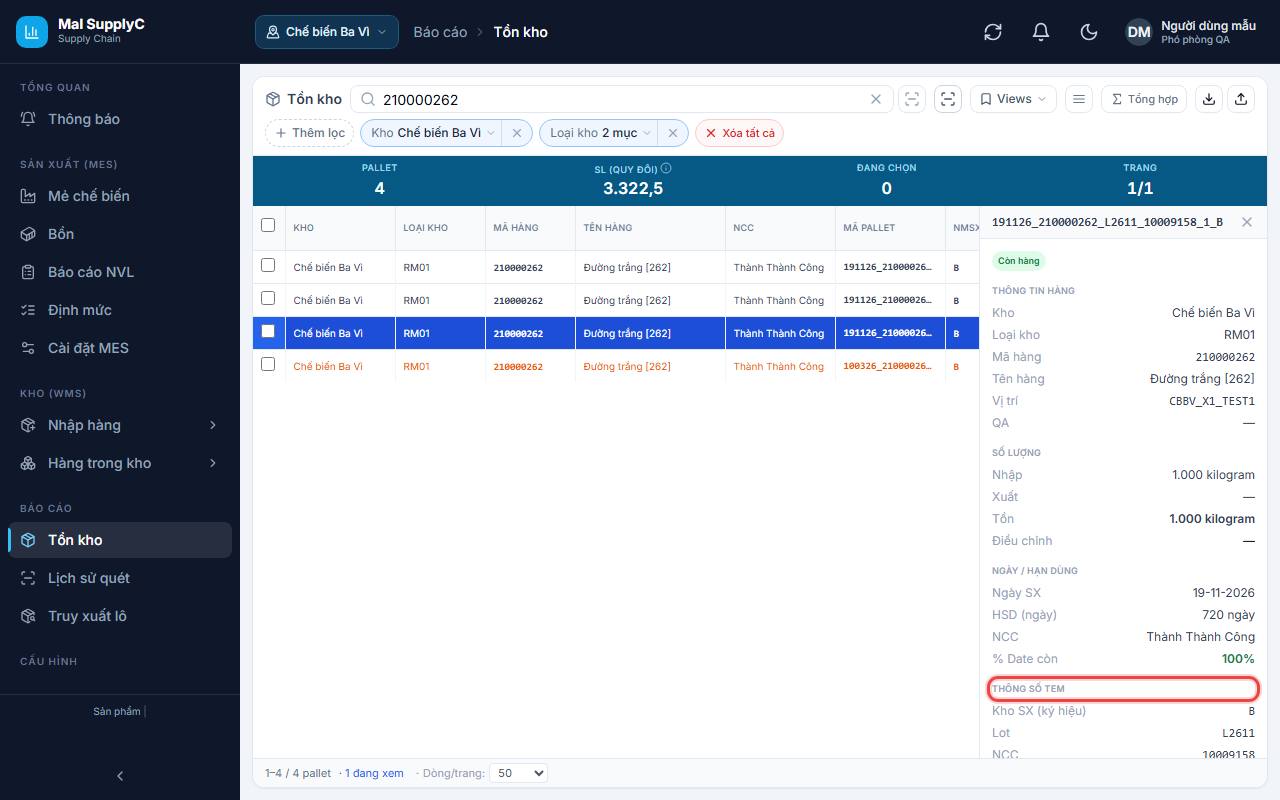 Mal SupplyC
Supply Chain
Chế biến Ba Vì
Báo cáo
Tồn kho
DM
Người dùng mẫu
Phó phòng QA
TỔNG QUAN
Thông báo
SẢN XUẤT (MES)
Mẻ chế biến
Bồn
Báo cáo NVL
Định mức
Cài đặt MES
KHO (WMS)
Nhập hàng
Hàng trong kho
BÁO CÁO
Tồn kho
Lịch sử quét
Truy xuất lô
CẤU HÌNH
Sản phẩm
Tồn kho
210000262
Views
Tổng hợp
Thêm lọc
Kho Chế biến Ba Vì
Loại kho 2 mục
Xóa tất cả
PALLET
4
SL (QUY ĐỔI)
3.322,5
ĐANG CHỌN
0
TRANG
1/1
KHO LOẠI KHO MÃ HÀNG TÊN HÀNG NCC MÃ PALLET NMSX
Chế biến Ba Vì RM01 210000262 Đường trắng [262] Thành Thành Công 191126_21000026… B
Chế biến Ba Vì RM01 210000262 Đường trắng [262] Thành Thành Công 191126_21000026… B
Chế biến Ba Vì RM01 210000262 Đường trắng [262] Thành Thành Công 191126_21000026… B
Chế biến Ba Vì RM01 210000262 Đường trắng [262] Thành Thành Công 100326_21000026… B
191126_210000262_L2611_10009158_1_B
Còn hàng
THÔNG TIN HÀNG
Kho Chế biến Ba Vì
Loại kho RM01
Mã hàng 210000262
Tên hàng Đường trắng [262]
Vị trí CBBV_X1_TEST1
QA —
SỐ LƯỢNG
Nhập 1.000 kilogram
Xuất —
Tồn 1.000 kilogram
Điều chỉnh —
NGÀY / HẠN DÙNG
Ngày SX 19-11-2026
HSD (ngày) 720 ngày
NCC Thành Thành Công
% Date còn 100%
THÔNG SỐ TEM
Kho SX (ký hiệu) B
Lot L2611
NCC 10009158
1–4 / 4 pallet · 1 đang xem · Dòng/trang: 50